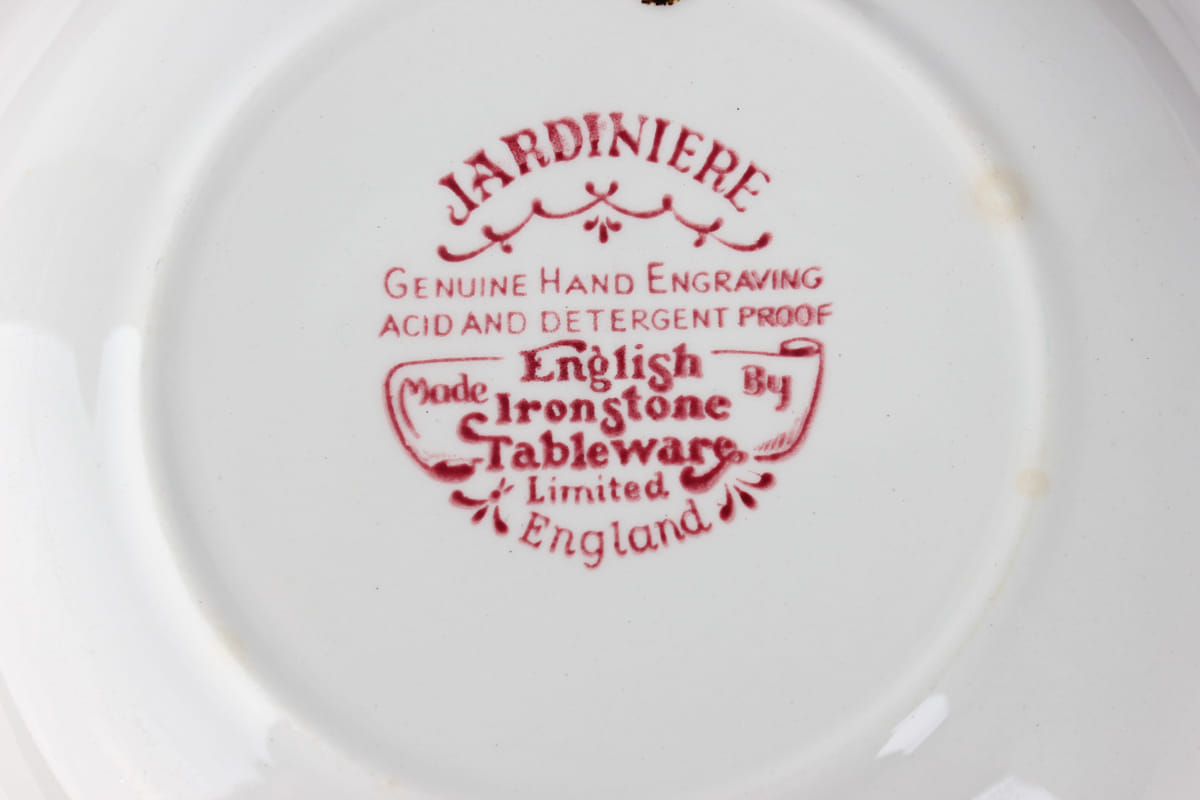 JARDINIERE
GENUINE HAND ENGRAVING
ACID AND DETERGENT PROOF
Made English By
Ironstone
Tableware
Limited
England